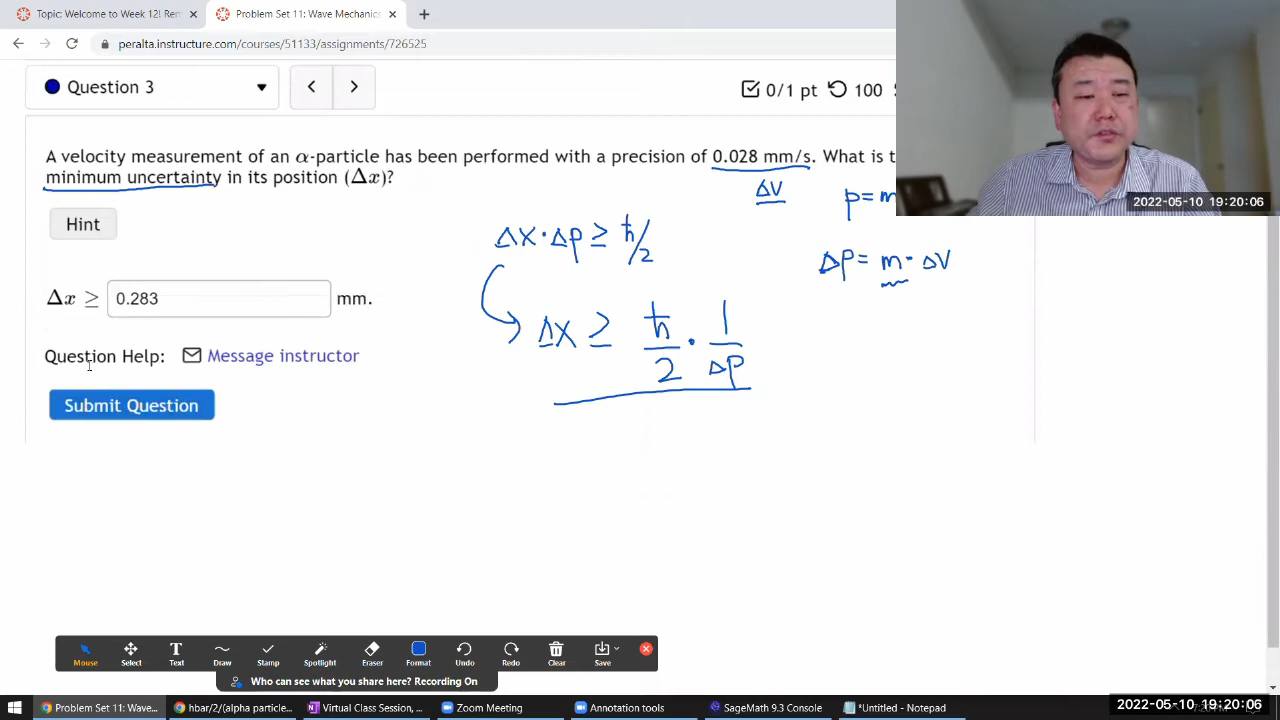 Topic: Welcome to Week 12! Rem
Problem Set 11: Wave Mechanics
peralta.instructure.com/courses/51133/assignments/726525
Question 3
0/1 pt 100
A velocity measurement of an α-particle has been performed with a precision of 0.028 mm/s. What is t
minimum uncertainty in its position (Δx)?
ΔV
p=m
Hint
Δx·Δp≥ħ/2
ΔP= m· ΔV
Δx ≥ 0.283 mm.
Δx ≥ ħ/2 · 1/ΔP
Question Help: Message instructor
Submit Question
2022-05-10 19:20:06
Mouse Select Text Draw Stamp Spotlight Eraser Format Undo Redo Clear Save
Who can see what you share here? Recording On
Problem Set 11: Wave... hbar/2/(alpha particle... Virtual Class Session, ... Zoom Meeting Annotation tools SageMath 9.3 Console *Untitled - Notepad
2022-05-10 19:20:06